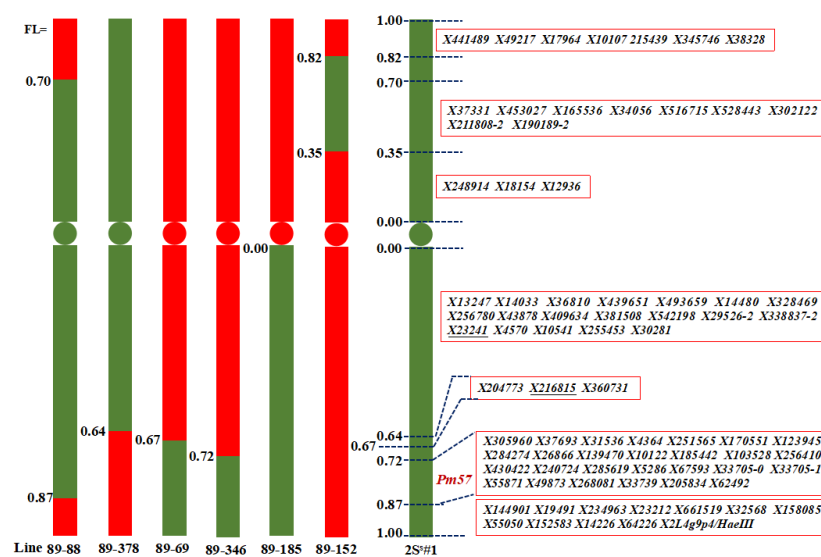 FL=
0.70
0.87
0.64
0.67
0.72
0.00
0.82
0.35
1.00
0.82
0.70
0.35
0.00
0.00
0.64
0.67
0.72
0.87
1.00
X441489 X49217 X17964 X10107 215439 X345746 X38328
X37331 X453027 X165536 X34056 X516715 X528443 X302122
X211808-2 X190189-2
X248914 X18154 X12936
X13247 X14033 X36810 X439651 X493659 X14480 X328469
X256780 X43878 X409634 X381508 X542198 X29526-2 X338837-2
X23241 X4570 X10541 X255453 X30281
X204773 X216815 X360731
X305960 X37693 X31536 X4364 X251565 X170551 X123945
X284274 X26866 X139470 X10122 X185442 X103528 X256410
X430422 X240724 X285619 X5286 X67593 X33705-0 X33705-1
X55871 X49873 X268081 X33739 X205834 X62492
Pm57
X144901 X19491 X234963 X23212 X661519 X32568 X158085
X55050 X152583 X14226 X64226 X2L4g9p4/HaeIII
Line 89-88 89-378 89-69 89-346 89-185 89-152 2Sˢ#1